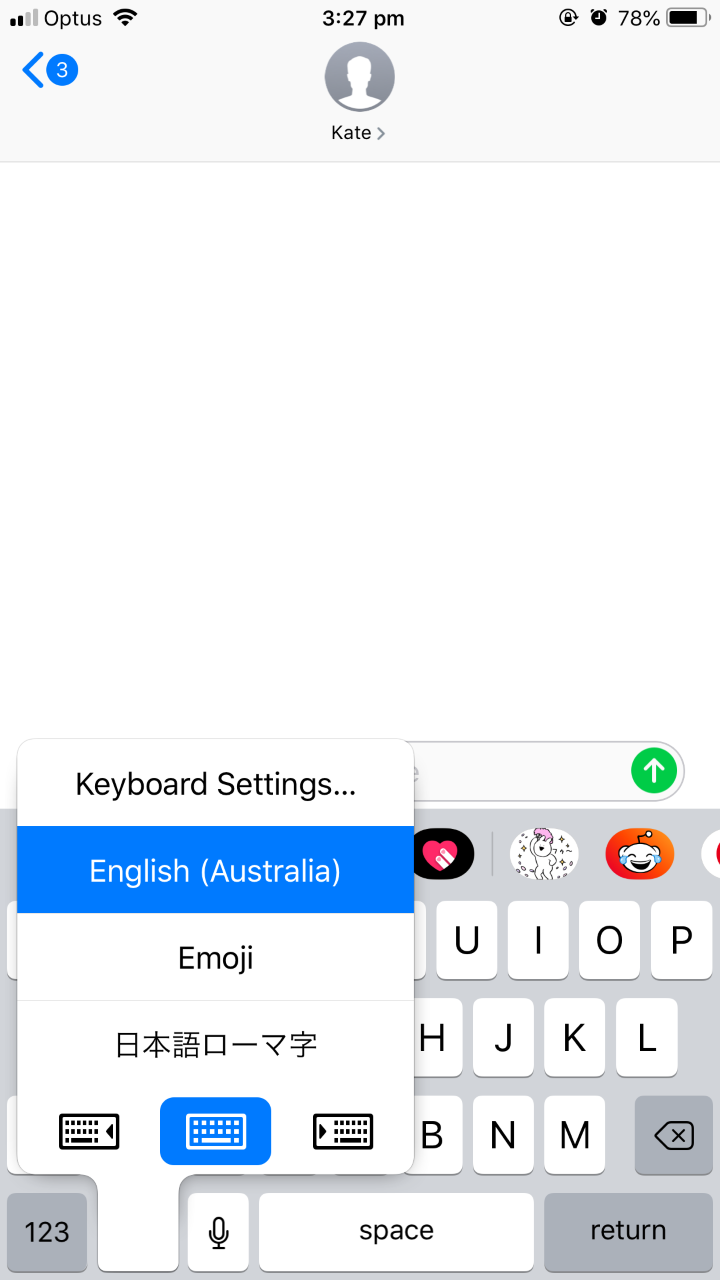 Optus 3:27 pm 78%
3
Kate
Keyboard Settings...
English (Australia)
Emoji
日本語ローマ字
U I O P
H J K L
B N M
123 space return